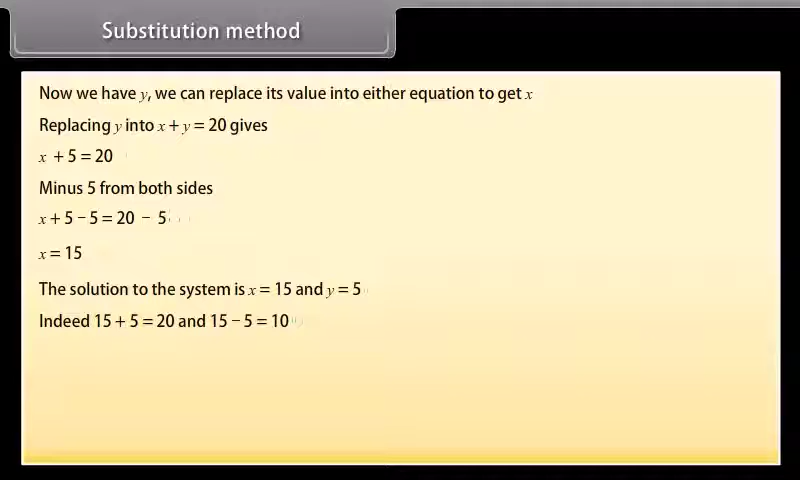 Substitution method
Now we have y, we can replace its value into either equation to get x
Replacing y into x + y = 20 gives
x + 5 = 20
Minus 5 from both sides
x + 5 − 5 = 20 − 5
x = 15
The solution to the system is x = 15 and y = 5
Indeed 15 + 5 = 20 and 15 − 5 = 10